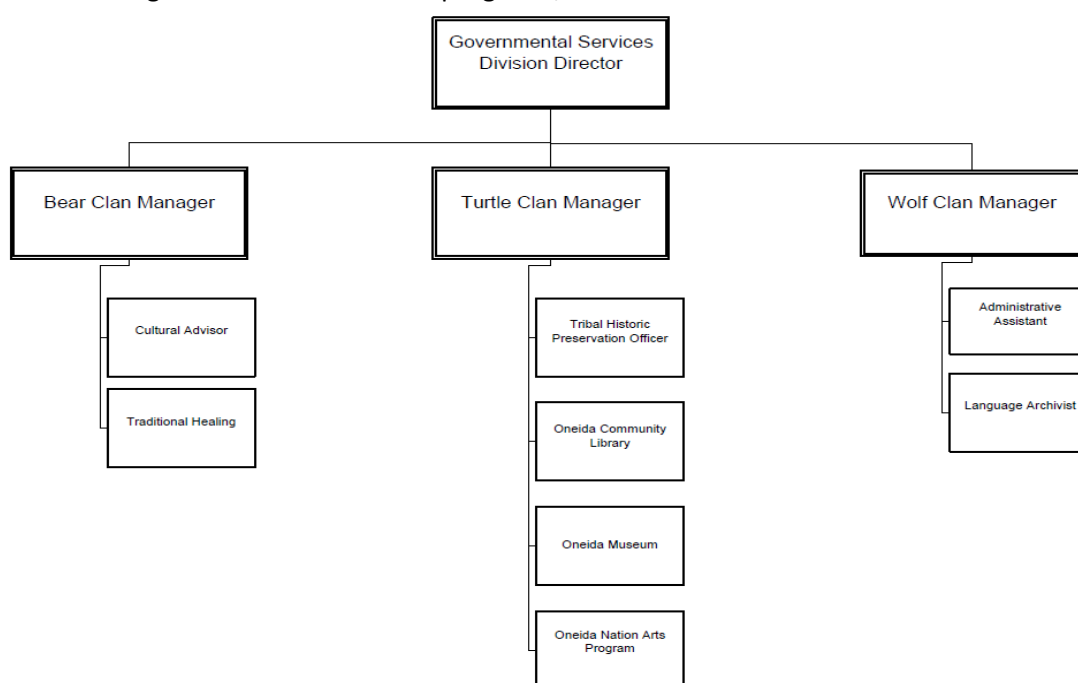 Governmental Services
Division Director
Bear Clan Manager
Turtle Clan Manager
Wolf Clan Manager
Cultural Advisor
Traditional Healing
Tribal Historic
Preservation Officer
Oneida Community
Library
Oneida Museum
Oneida Nation Arts
Program
Administrative
Assistant
Language Archivist